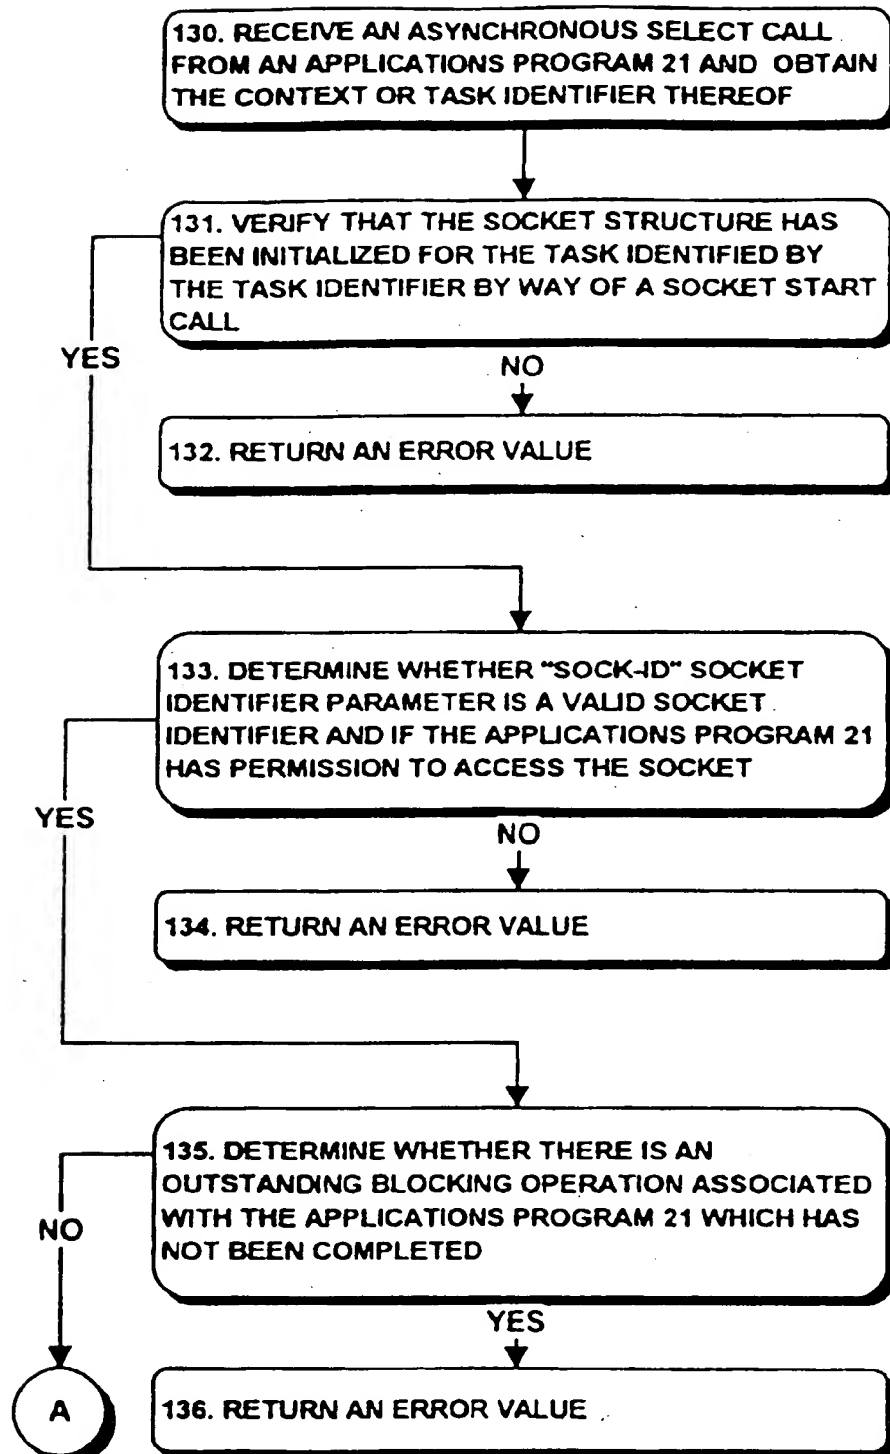 130. RECEIVE AN ASYNCHRONOUS SELECT CALL
FROM AN APPLICATIONS PROGRAM 21 AND OBTAIN
THE CONTEXT OR TASK IDENTIFIER THEREOF
131. VERIFY THAT THE SOCKET STRUCTURE HAS
BEEN INITIALIZED FOR THE TASK IDENTIFIED BY
THE TASK IDENTIFIER BY WAY OF A SOCKET START
CALL
YES
NO
132. RETURN AN ERROR VALUE
133. DETERMINE WHETHER "SOCK-ID" SOCKET
IDENTIFIER PARAMETER IS A VALID SOCKET
IDENTIFIER AND IF THE APPLICATIONS PROGRAM 21
HAS PERMISSION TO ACCESS THE SOCKET
YES
NO
134. RETURN AN ERROR VALUE
135. DETERMINE WHETHER THERE IS AN
OUTSTANDING BLOCKING OPERATION ASSOCIATED
WITH THE APPLICATIONS PROGRAM 21 WHICH HAS
NOT BEEN COMPLETED
NO
YES
A
136. RETURN AN ERROR VALUE